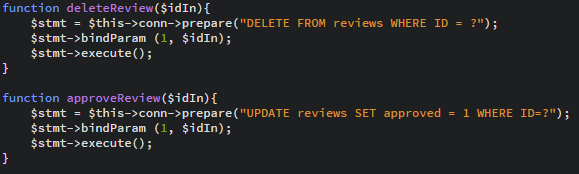 function deleteReview($idIn){
    $stmt = $this->conn->prepare("DELETE FROM reviews WHERE ID = ?");
    $stmt->bindParam (1, $idIn);
    $stmt->execute();
}
function approveReview($idIn){
    $stmt = $this->conn->prepare("UPDATE reviews SET approved = 1 WHERE ID=?");
    $stmt->bindParam (1, $idIn);
    $stmt->execute();
}